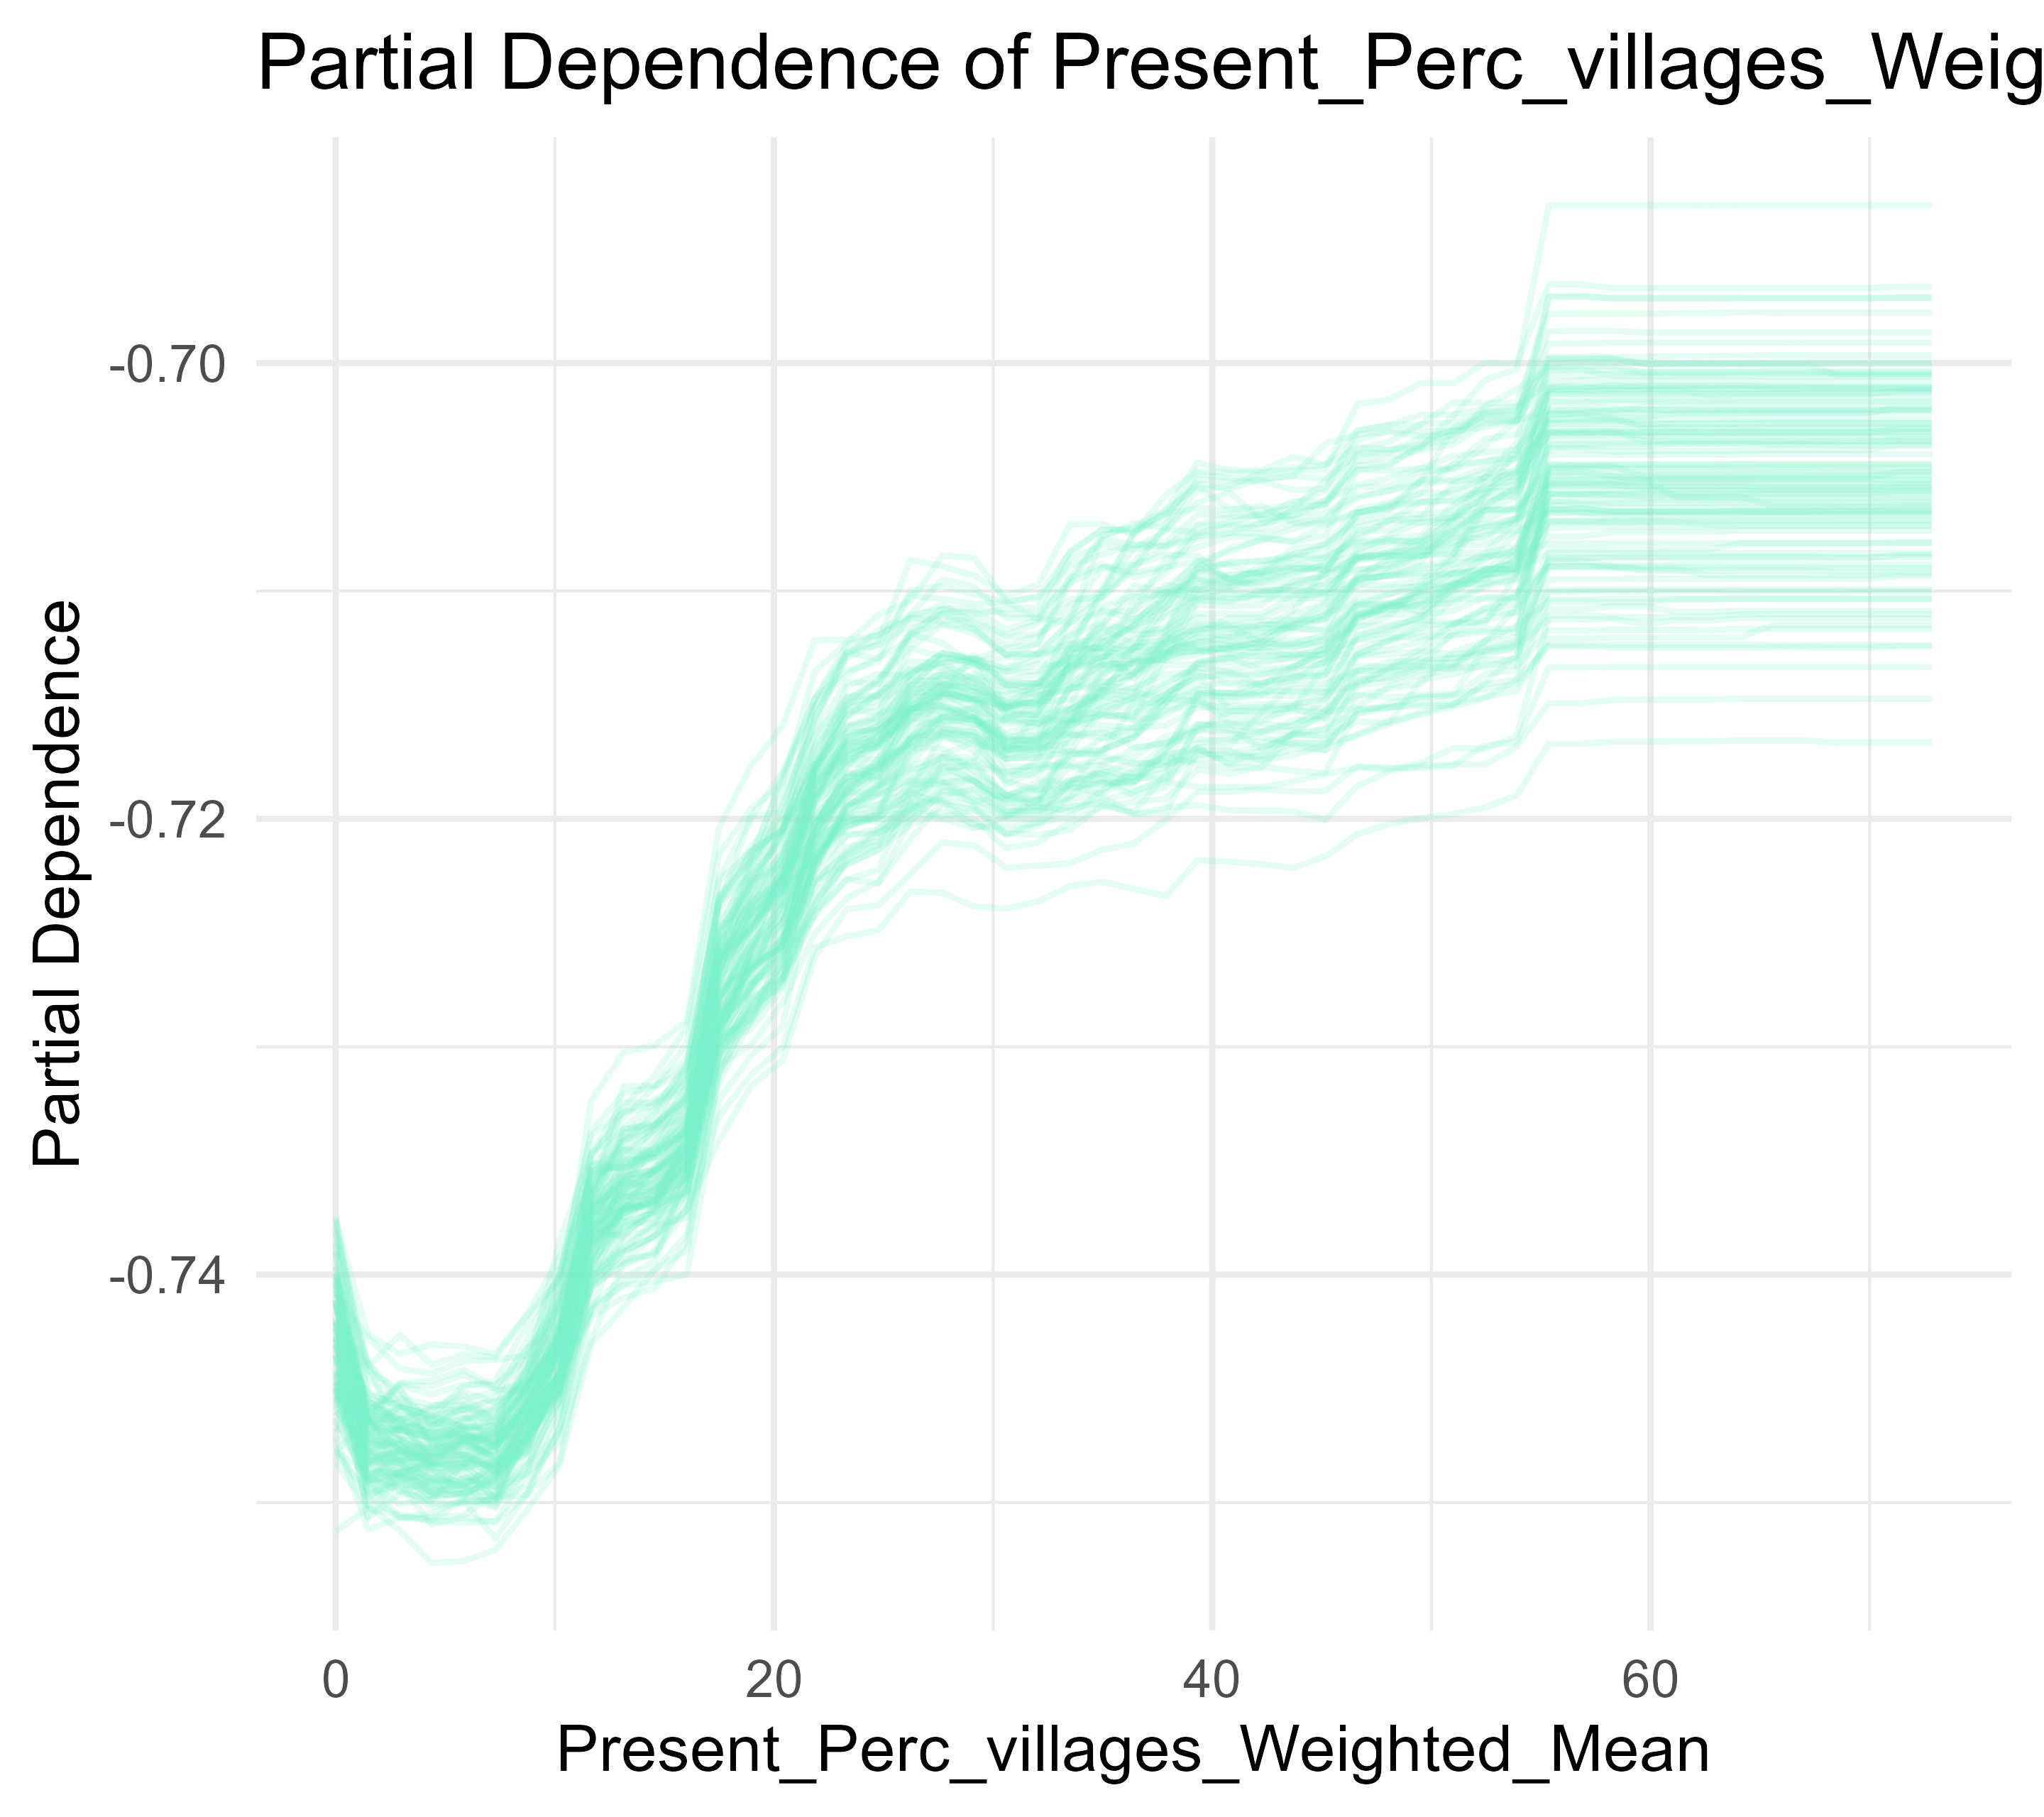 Partial Dependence of Present_Perc_villages_Weig
Partial Dependence
-0.70
-0.72
-0.74
0 20 40 60
Present_Perc_villages_Weighted_Mean